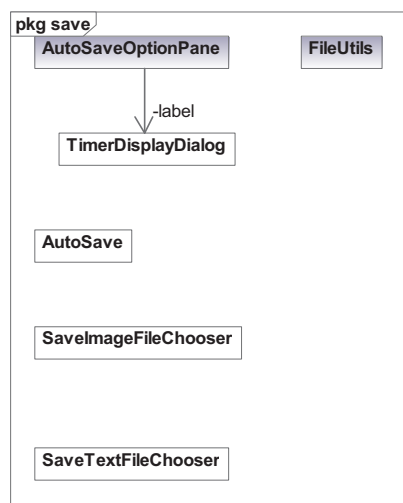 pkg save
AutoSaveOptionPane
FileUtils
-label
TimerDisplayDialog
AutoSave
SaveImageFileChooser
SaveTextFileChooser